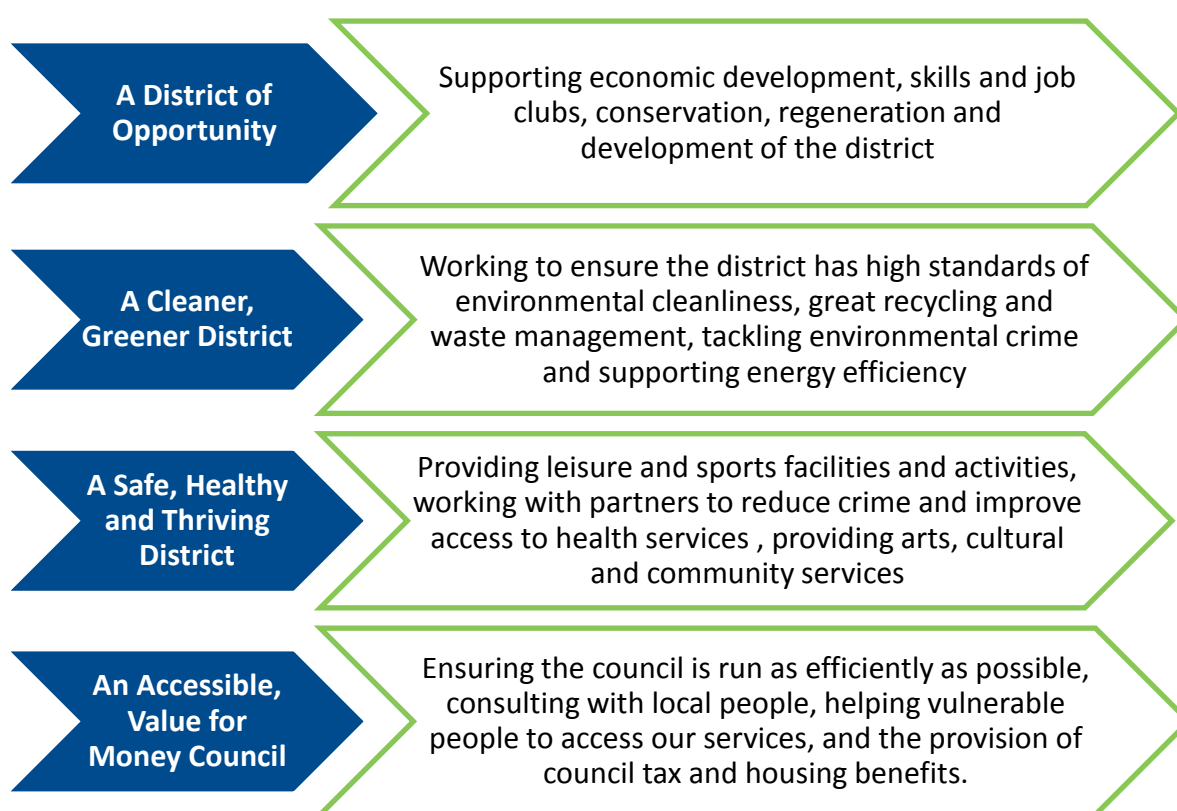 A District of
Opportunity
Supporting economic development, skills and job
clubs, conservation, regeneration and
development of the district
A Cleaner,
Greener District
Working to ensure the district has high standards of
environmental cleanliness, great recycling and
waste management, tackling environmental crime
and supporting energy efficiency
A Safe, Healthy
and Thriving
District
Providing leisure and sports facilities and activities,
working with partners to reduce crime and improve
access to health services , providing arts, cultural
and community services
An Accessible,
Value for
Money Council
Ensuring the council is run as efficiently as possible,
consulting with local people, helping vulnerable
people to access our services, and the provision of
council tax and housing benefits.